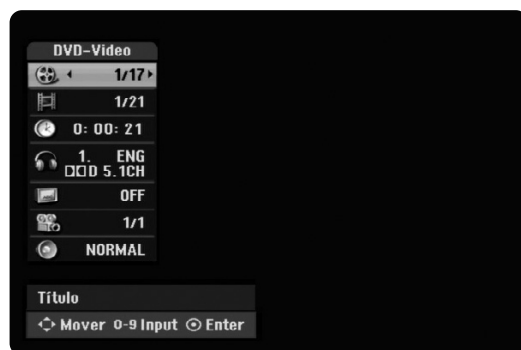 DVD-Video
1/17
1/21
0: 00: 21
1. ENG
D 5.1CH
OFF
1/1
NORMAL
Título
Mover 0-9 Input Enter